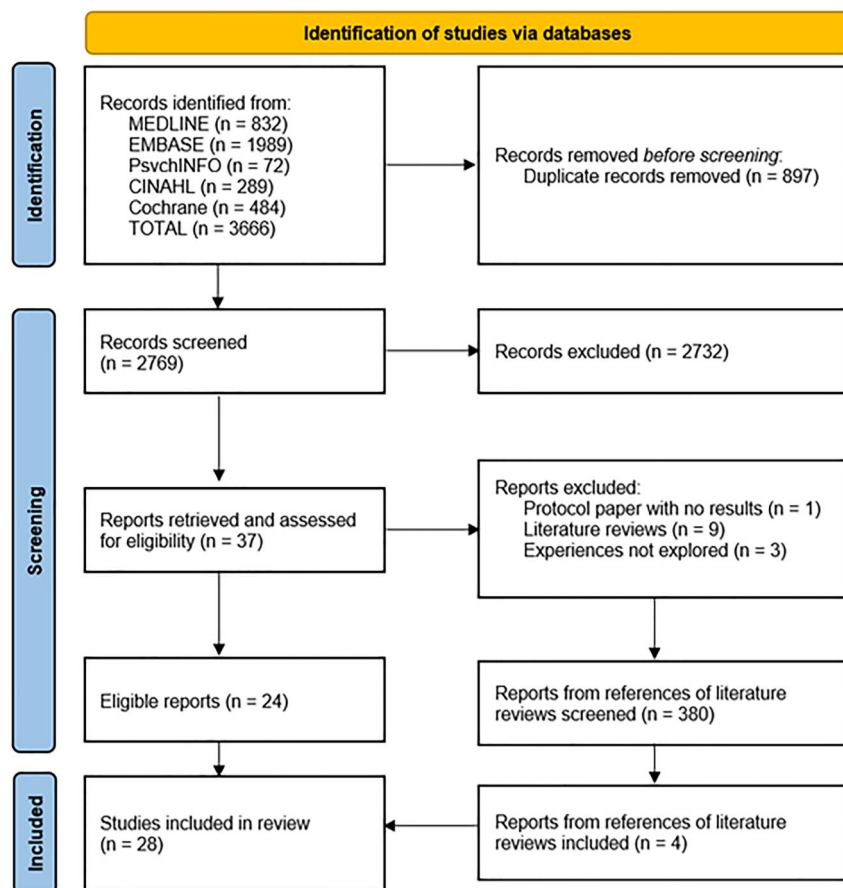 Identification of studies via databases
Identification
Records identified from:
MEDLINE (n = 832)
EMBASE (n = 1989)
PsvchINFO (n = 72)
CINAHL (n = 289)
Cochrane (n = 484)
TOTAL (n = 3666)
Records removed before screening:
Duplicate records removed (n = 897)
Screening
Records screened
(n = 2769)
Records excluded (n = 2732)
Reports retrieved and assessed
for eligibility (n = 37)
Reports excluded:
Protocol paper with no results (n = 1)
Literature reviews (n = 9)
Experiences not explored (n = 3)
Eligible reports (n = 24)
Reports from references of literature
reviews screened (n = 380)
Included
Studies included in review
(n = 28)
Reports from references of literature
reviews included (n = 4)